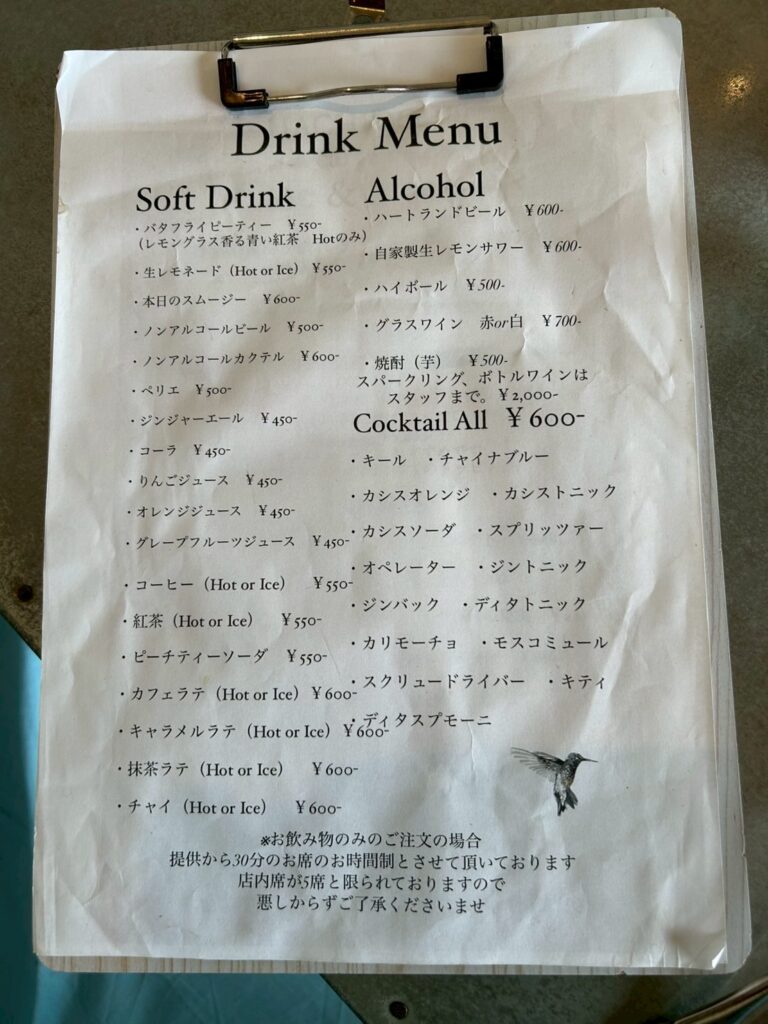 Drink Menu
Soft Drink & Alcohol
・バタフライピーティー ¥550-
(レモングラス香る青い紅茶 Hotのみ)
・生レモネード（Hot or Ice） ¥550-
・本日のスムージー ¥600-
・ノンアルコールビール ¥500-
・ノンアルコールカクテル ¥600-
・ペリエ ¥500-
・ジンジャーエール ¥450-
・コーラ ¥450-
・りんごジュース ¥450-
・オレンジジュース ¥450-
・グレープフルーツジュース ¥450-
・コーヒー（Hot or Ice） ¥550-
・紅茶（Hot or Ice） ¥550-
・ピーチティーソーダ ¥550-
・カフェラテ（Hot or Ice）¥600-
・キャラメルラテ（Hot or Ice）¥600-
・抹茶ラテ（Hot or Ice） ¥600-
・チャイ（Hot or Ice） ¥600-
・ハートランドビール ¥600-
・自家製生レモンサワー ¥600-
・ハイボール ¥500-
・グラスワイン 赤or白 ¥700-
・焼酎（芋） ¥500-
スパークリング、ボトルワインは
スタッフまで。¥2,000-
Cocktail All ¥600-
・キール ・チャイナブルー
・カシスオレンジ ・カシストニック
・カシスソーダ ・スプリッツァー
・オペレーター ・ジントニック
・ジンバック ・ディタトニック
・カリモーチョ ・モスコミュール
・スクリュードライバー ・キティ
・ディタスプモーニ
※お飲み物のみのご注文の場合
提供から30分のお席のお時間制とさせて頂いております
店内席が5席と限られておりますので
悪しからずご了承くださいませ